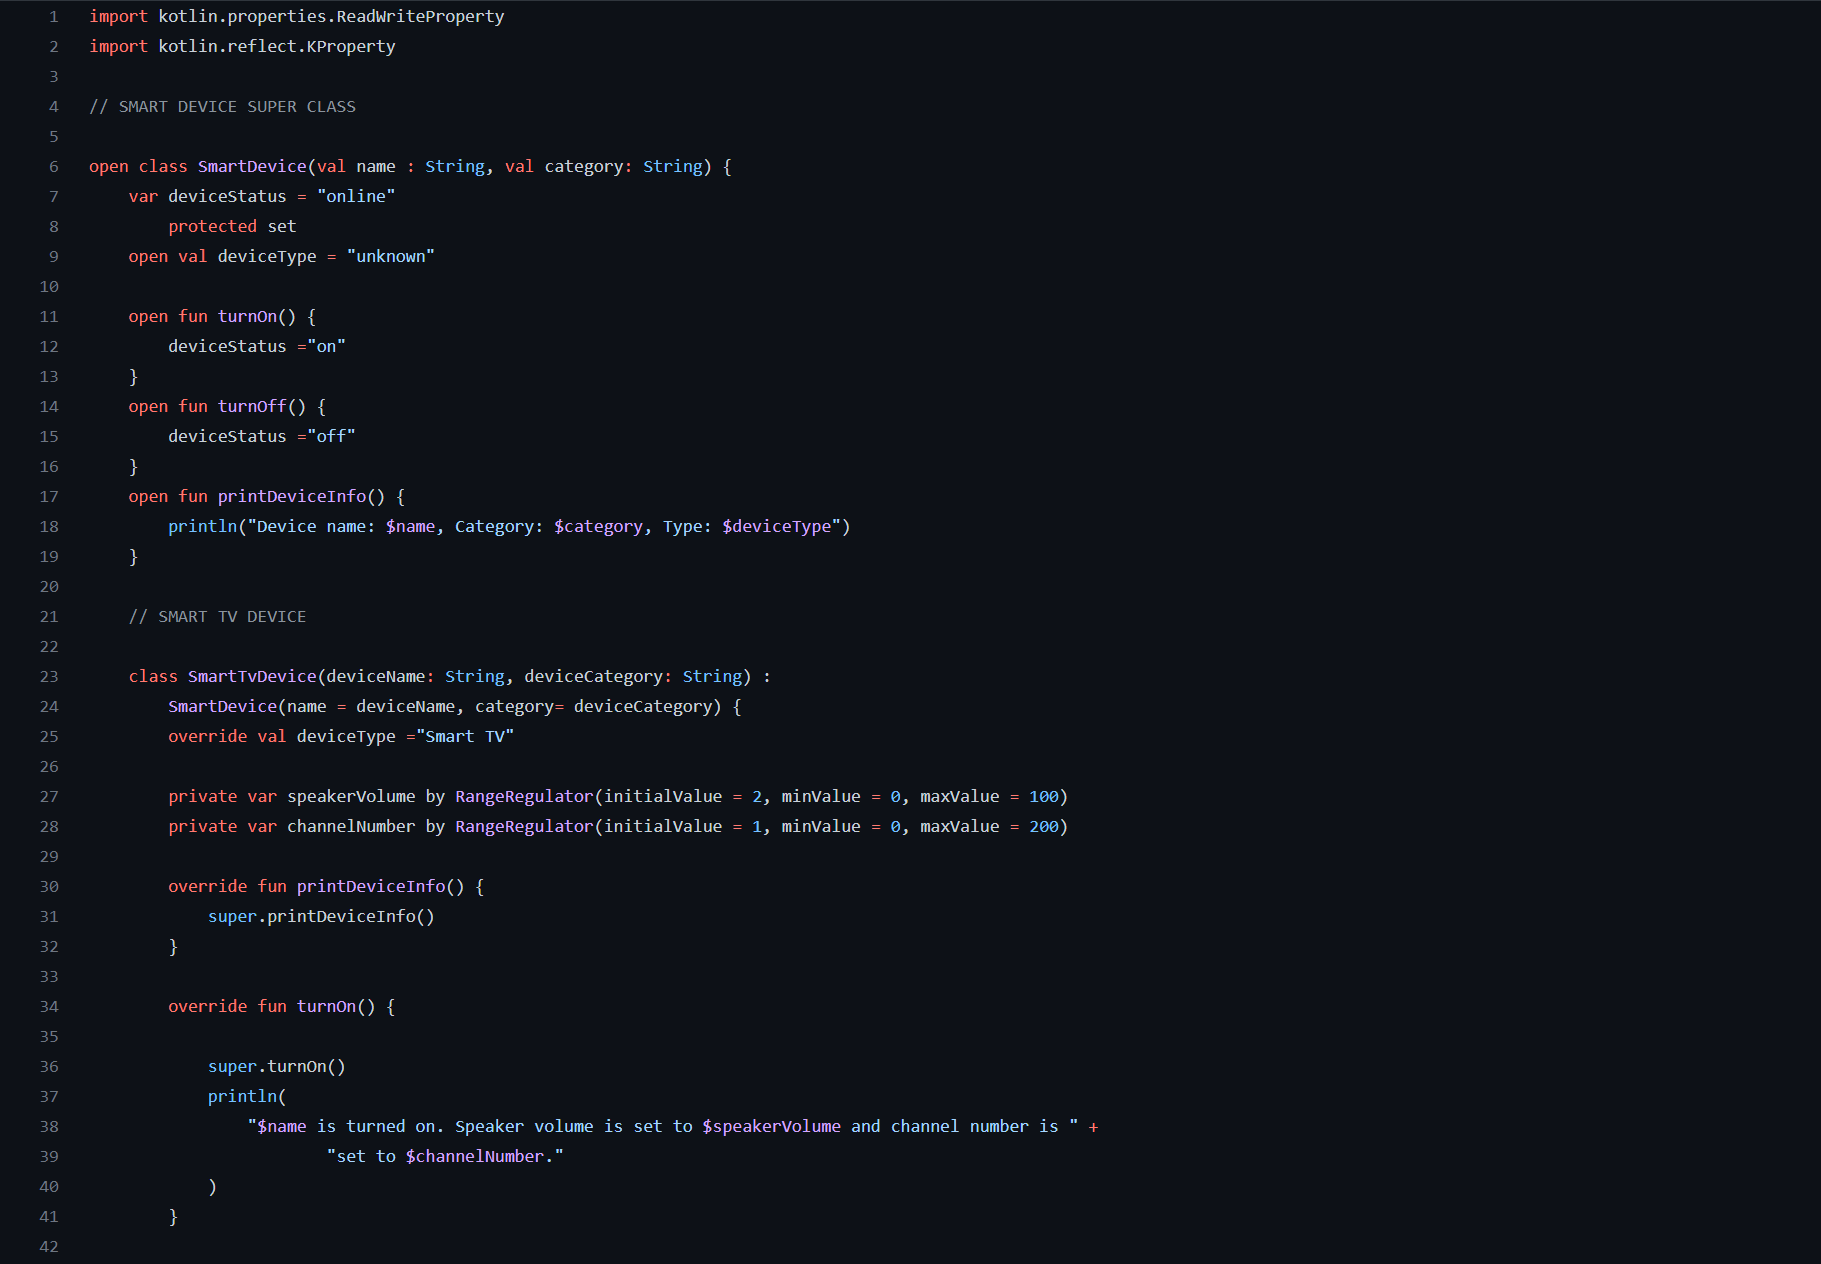 1 import kotlin.properties.ReadWriteProperty
2 import kotlin.reflect.KProperty
3
4 // SMART DEVICE SUPER CLASS
5
6 open class SmartDevice(val name : String, val category: String) {
7     var deviceStatus = "online"
8         protected set
9     open val deviceType = "unknown"
10
11     open fun turnOn() {
12         deviceStatus ="on"
13     }
14     open fun turnOff() {
15         deviceStatus ="off"
16     }
17     open fun printDeviceInfo() {
18         println("Device name: $name, Category: $category, Type: $deviceType")
19     }
20
21     // SMART TV DEVICE
22
23     class SmartTvDevice(deviceName: String, deviceCategory: String) :
24         SmartDevice(name = deviceName, category= deviceCategory) {
25         override val deviceType ="Smart TV"
26
27         private var speakerVolume by RangeRegulator(initialValue = 2, minValue = 0, maxValue = 100)
28         private var channelNumber by RangeRegulator(initialValue = 1, minValue = 0, maxValue = 200)
29
30         override fun printDeviceInfo() {
31             super.printDeviceInfo()
32         }
33
34         override fun turnOn() {
35
36             super.turnOn()
37             println(
38                 "$name is turned on. Speaker volume is set to $speakerVolume and channel number is " +
39                         "set to $channelNumber."
40             )
41         }
42